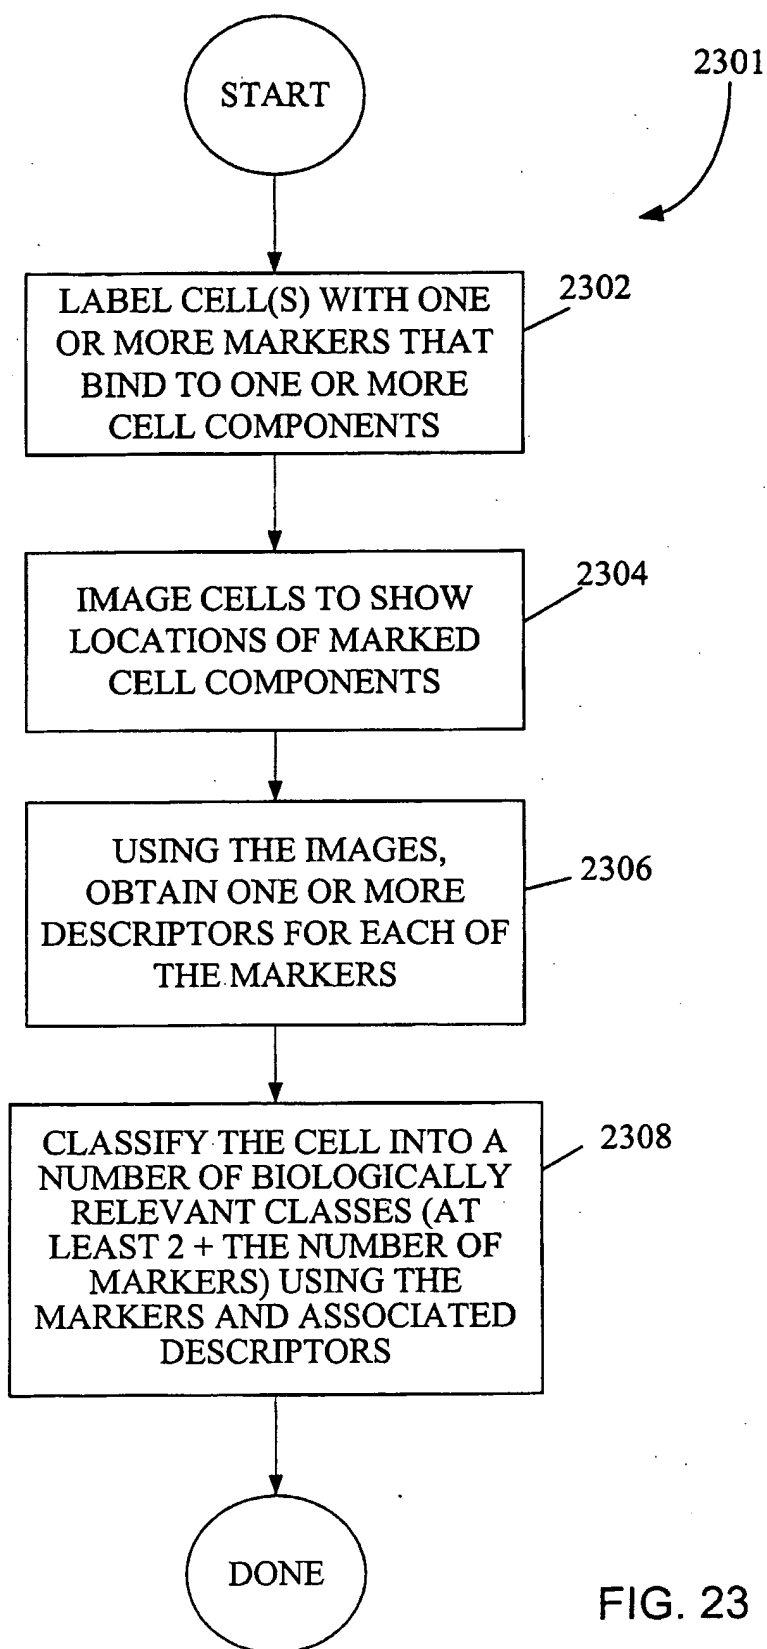 START
2301
LABEL CELL(S) WITH ONE
OR MORE MARKERS THAT
BIND TO ONE OR MORE
CELL COMPONENTS
2302
IMAGE CELLS TO SHOW
LOCATIONS OF MARKED
CELL COMPONENTS
2304
USING THE IMAGES,
OBTAIN ONE OR MORE
DESCRIPTORS FOR EACH OF
THE MARKERS
2306
CLASSIFY THE CELL INTO A
NUMBER OF BIOLOGICALLY
RELEVANT CLASSES (AT
LEAST 2 + THE NUMBER OF
MARKERS) USING THE
MARKERS AND ASSOCIATED
DESCRIPTORS
2308
DONE
FIG. 23